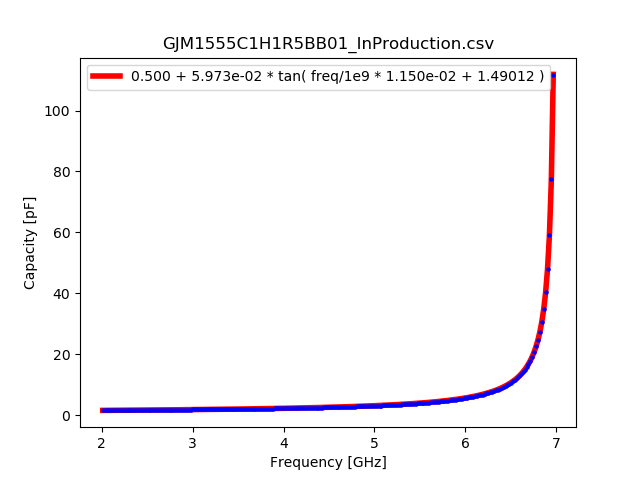 GJM1555C1H1R5BB01_InProduction.csv
0.500 + 5.973e-02 * tan( freq/1e9 * 1.150e-02 + 1.49012 )
100
80
60
40
20
0
Capacity [pF]
2 3 4 5 6 7
Frequency [GHz]